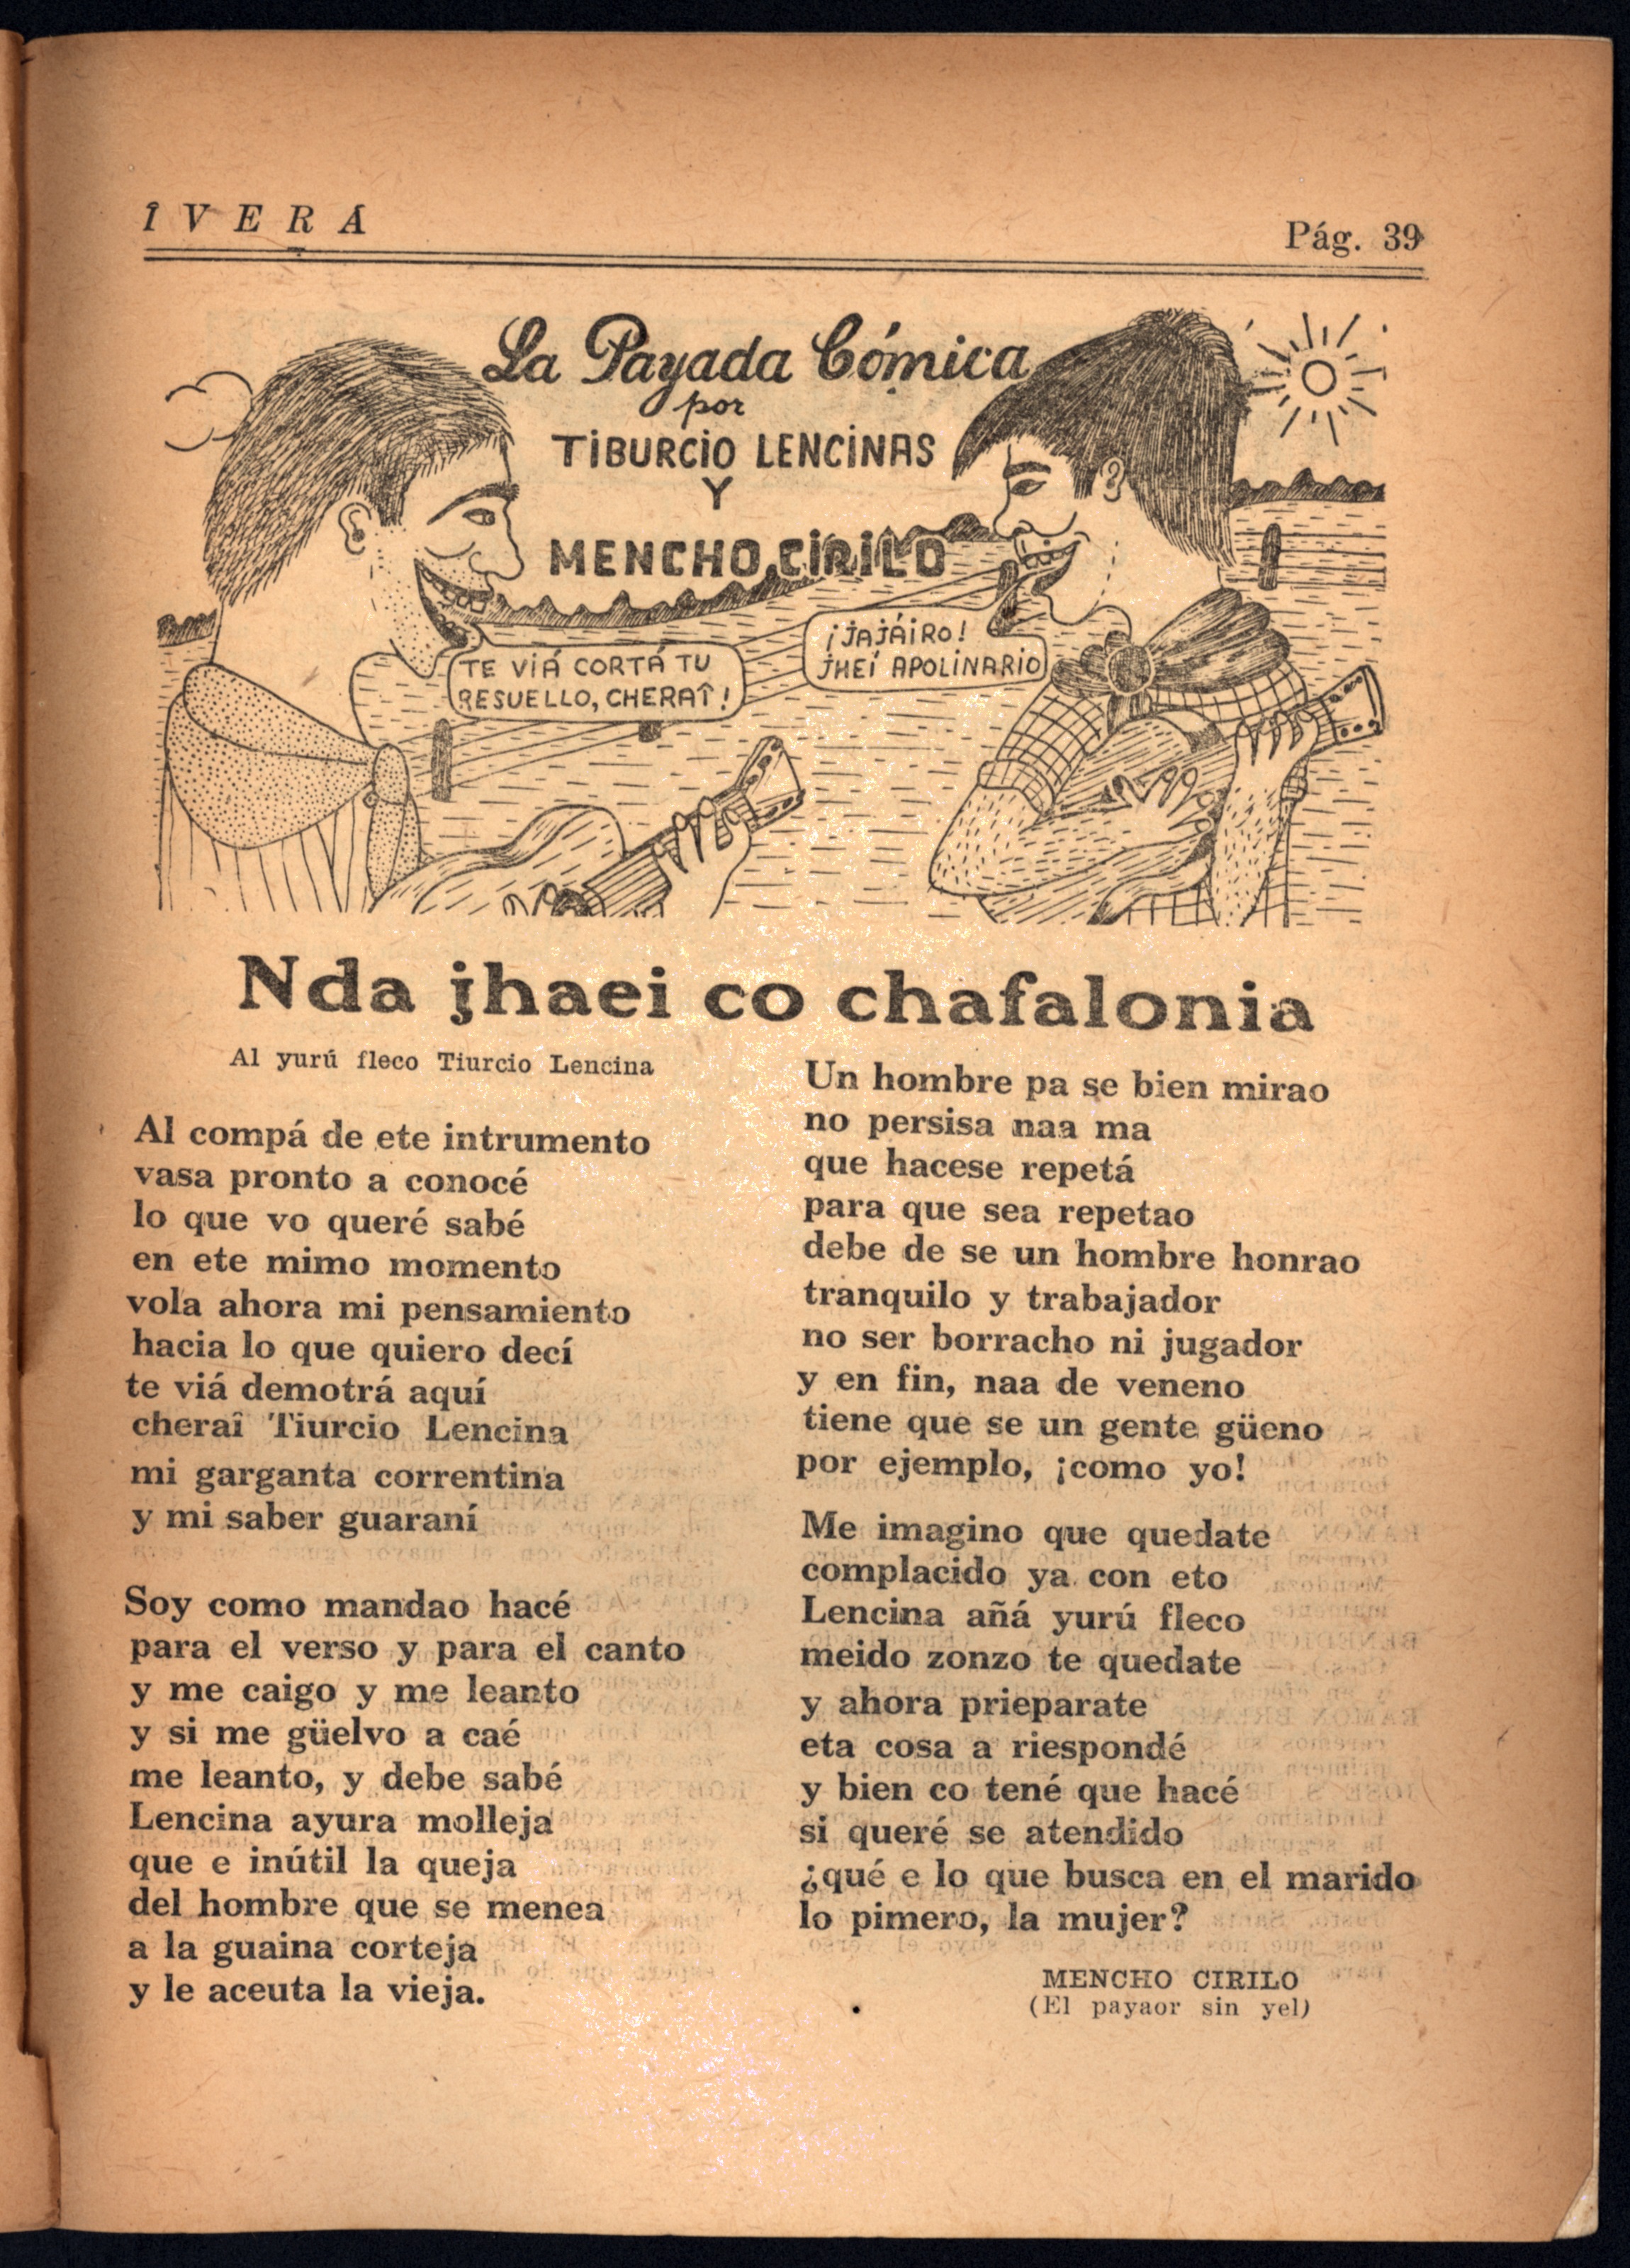 Î V E R Á
Pág. 39
La Payada Cómica
por
TIBURCIO LENCINAS
Y
MENCHO CIRILO
TE VIÁ CORTÁ TU
RESUELLO, CHERAÎ!
¡JAJÁIRO!
JHEÍ APOLINARIO
Nda jhaei co chafalonia
Al yurú fleco Tiurcio Lencina
Al compá de ete intrumento
vasa pronto a conocé
lo que vo queré sabé
en ete mimo momento
vola ahora mi pensamiento
hacia lo que quiero decí
te viá demotrá aquí
cheraî Tiurcio Lencina
mi garganta correntina
y mi saber guaraní
Soy como mandao hacé
para el verso y para el canto
y me caigo y me leanto
y si me güelvo a caé
me leanto, y debe sabé
Lencina ayura molleja
que e inútil la queja
del hombre que se menea
a la guaina corteja
y le aceuta la vieja.
Un hombre pa se bien mirao
no persisa naa ma
que hacese repetá
para que sea repetao
debe de se un hombre honrao
tranquilo y trabajador
no ser borracho ni jugador
y en fin, naa de veneno
tiene que se un gente güeno
por ejemplo, ¡como yo!
Me imagino que quedate
complacido ya con eto
Lencina añá yurú fleco
meido zonzo te quedate
y ahora prieparate
eta cosa a riespondé
y bien co tené que hacé
si queré se atendido
¿qué e lo que busca en el marido
lo pimero, la mujer?
MENCHO CIRILO
(El payaor sin yel)